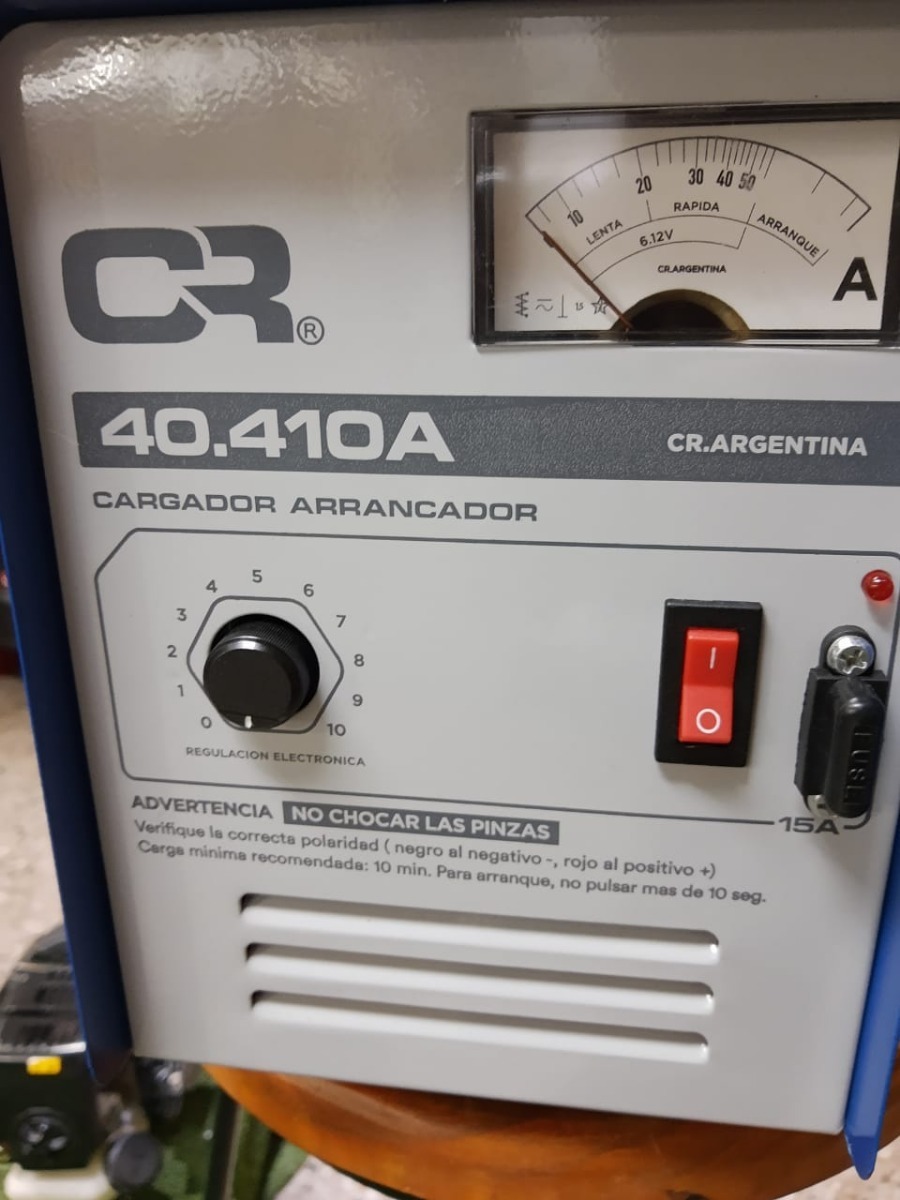 10 20 30 40 50
LENTA RAPIDA ARRANQUE
6.12V
CR.ARGENTINA
A
1.5
CR®
40.410A CR.ARGENTINA
CARGADOR ARRANCADOR
0 1 2 3 4 5 6 7 8 9 10
REGULACION ELECTRONICA
I
O
FUSE
15A
ADVERTENCIA NO CHOCAR LAS PINZAS
Verifique la correcta polaridad ( negro al negativo -, rojo al positivo +)
Carga minima recomendada: 10 min. Para arranque, no pulsar mas de 10 seg.